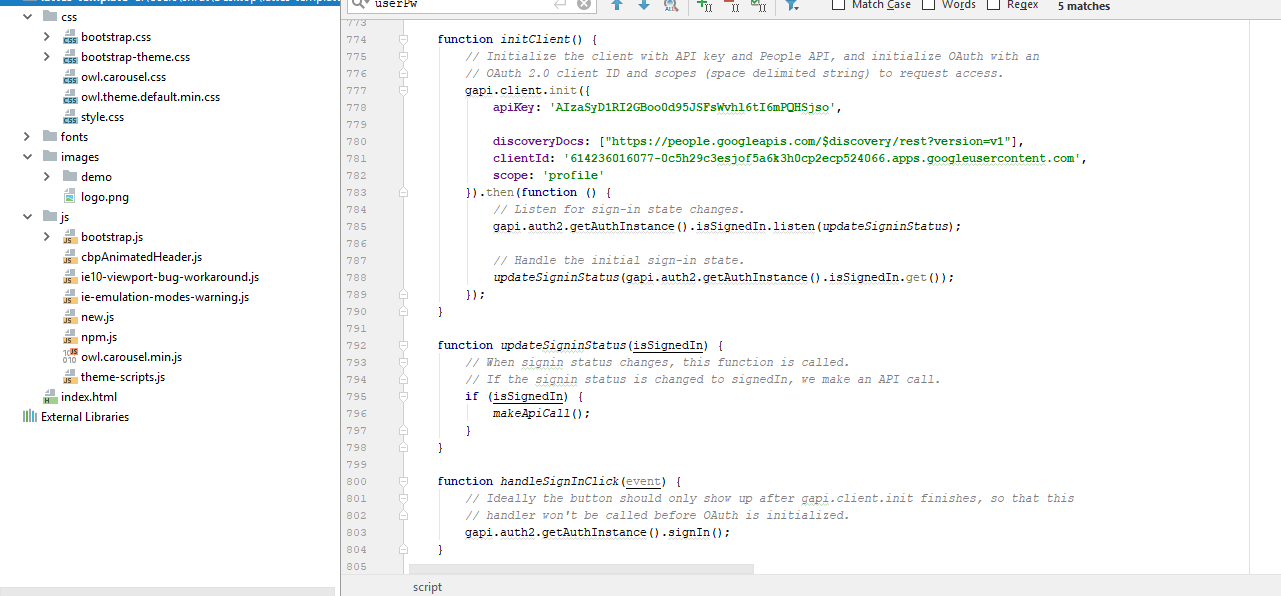 userPw
Match Case
Words
Regex
5 matches
css
bootstrap.css
bootstrap-theme.css
owl.carousel.css
owl.theme.default.min.css
style.css
fonts
images
demo
logo.png
js
bootstrap.js
cbpAnimatedHeader.js
ie10-viewport-bug-workaround.js
ie-emulation-modes-warning.js
new.js
npm.js
owl.carousel.min.js
theme-scripts.js
index.html
External Libraries
773
774 function initClient() {
775 // Initialize the client with API key and People API, and initialize OAuth with an
776 // OAuth 2.0 client ID and scopes (space delimited string) to request access.
777 gapi.client.init({
778 apiKey: 'AIzaSyD1RI2GBoo0d95JSFsWvhl6tI6mPQHSjso',
779
780 discoveryDocs: ["https://people.googleapis.com/$discovery/rest?version=v1"],
781 clientId: '614236016077-0c5h29c3esjof5a6k3h0cp2ecp524066.apps.googleusercontent.com',
782 scope: 'profile'
783 }).then(function () {
784 // Listen for sign-in state changes.
785 gapi.auth2.getAuthInstance().isSignedIn.listen(updateSigninStatus);
786
787 // Handle the initial sign-in state.
788 updateSigninStatus(gapi.auth2.getAuthInstance().isSignedIn.get());
789 });
790 }
791
792 function updateSigninStatus(isSignedIn) {
793 // When signin status changes, this function is called.
794 // If the signin status is changed to signedIn, we make an API call.
795 if (isSignedIn) {
796 makeApiCall();
797 }
798 }
799
800 function handleSignInClick(event) {
801 // Ideally the button should only show up after gapi.client.init finishes, so that this
802 // handler won't be called before OAuth is initialized.
803 gapi.auth2.getAuthInstance().signIn();
804 }
805
script